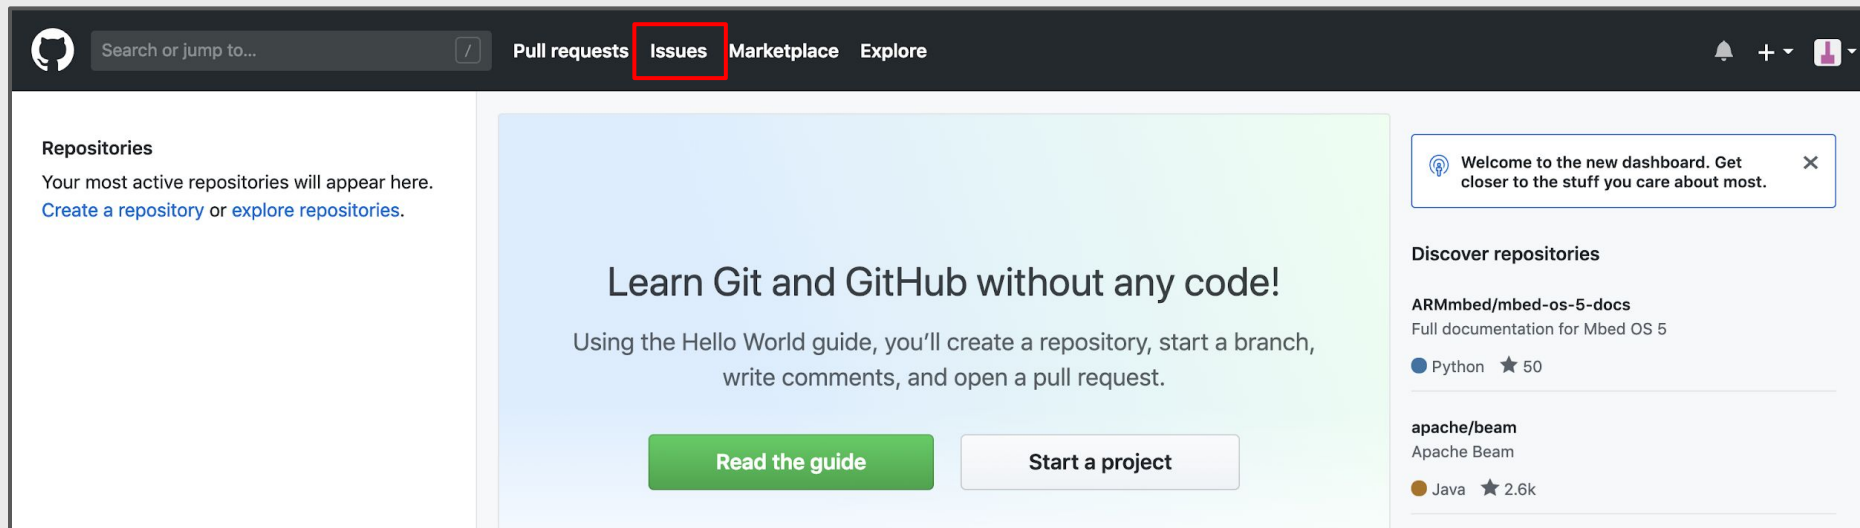 Search or jump to... /
Pull requests Issues Marketplace Explore
Repositories
Your most active repositories will appear here.
Create a repository or explore repositories.
Learn Git and GitHub without any code!
Using the Hello World guide, you’ll create a repository, start a branch,
write comments, and open a pull request.
Read the guide
Start a project
Welcome to the new dashboard. Get
closer to the stuff you care about most.
Discover repositories
ARMmbed/mbed-os-5-docs
Full documentation for Mbed OS 5
Python ★ 50
apache/beam
Apache Beam
Java ★ 2.6k